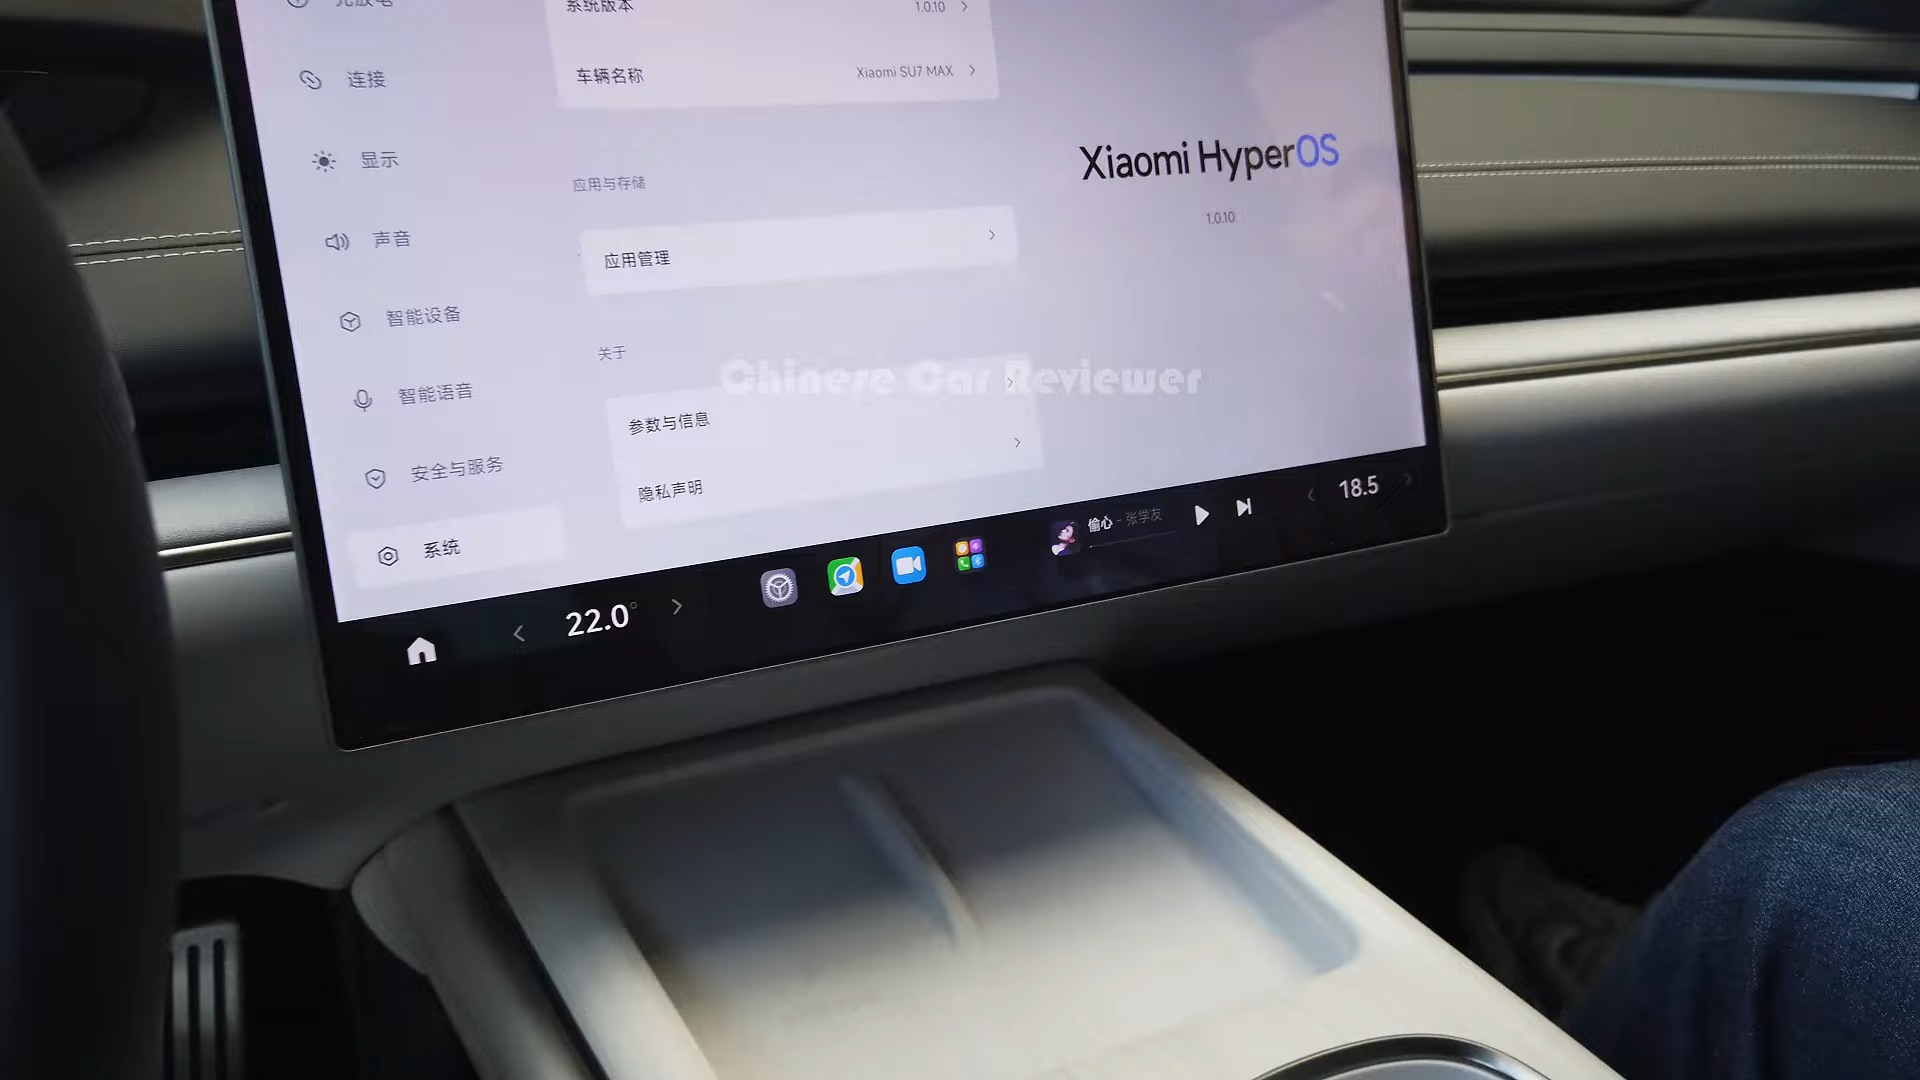 充放电
连接
显示
声音
智能设备
智能语音
安全与服务
系统
系统版本 1.0.10
车辆名称 Xiaomi SU7 MAX
应用与存储
应用管理
关于
参数与信息
隐私声明
Xiaomi HyperOS
1.0.10
Chinese Car Reviewer
22.0°
偷心 - 张学友
18.5